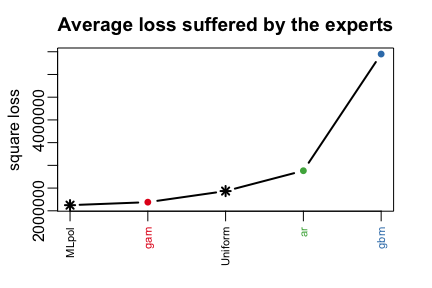 Average loss suffered by the experts
square loss
4000000
2000000
MLpol
gam
Uniform
ar
gbm